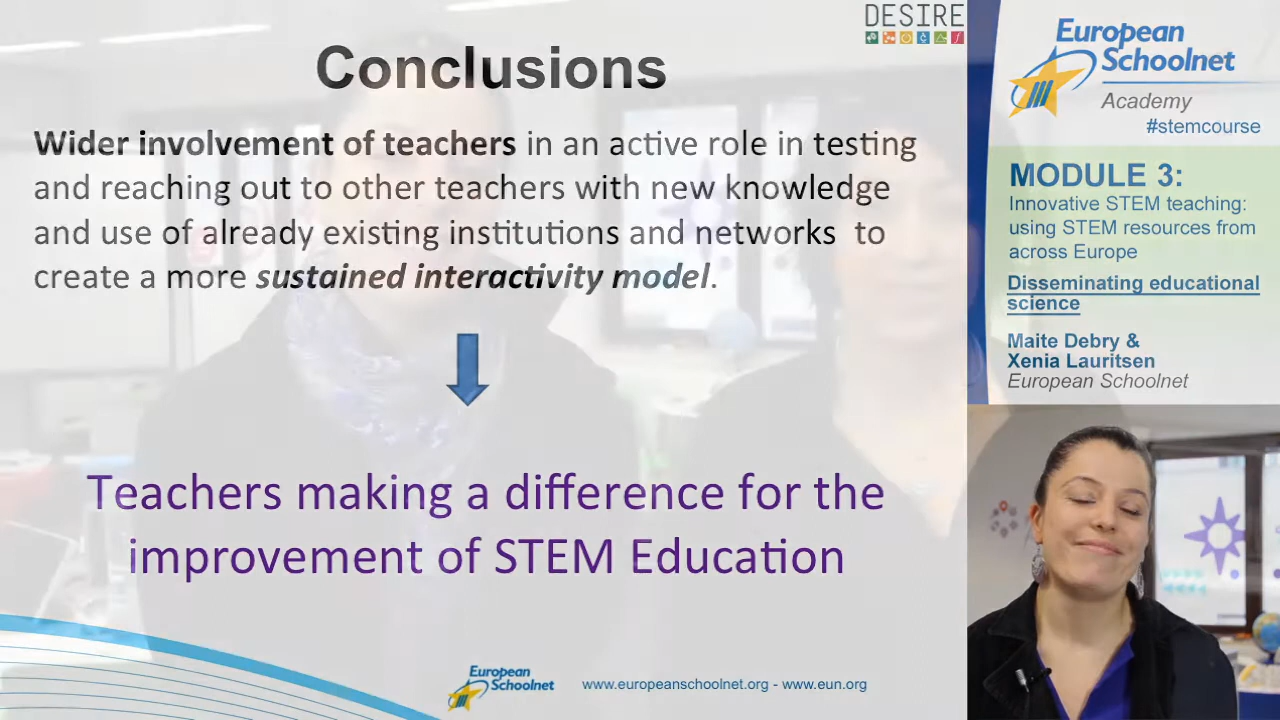 DESIRE
Conclusions
Wider involvement of teachers in an active role in testing
and reaching out to other teachers with new knowledge
and use of already existing institutions and networks to
create a more sustained interactivity model.
Teachers making a difference for the
improvement of STEM Education
European
Schoolnet
www.europeanschoolnet.org - www.eun.org
European
Schoolnet
Academy
#stemcourse
MODULE 3:
Innovative STEM teaching:
using STEM resources from
across Europe
Disseminating educational
science
Maite Debry &
Xenia Lauritsen
European Schoolnet